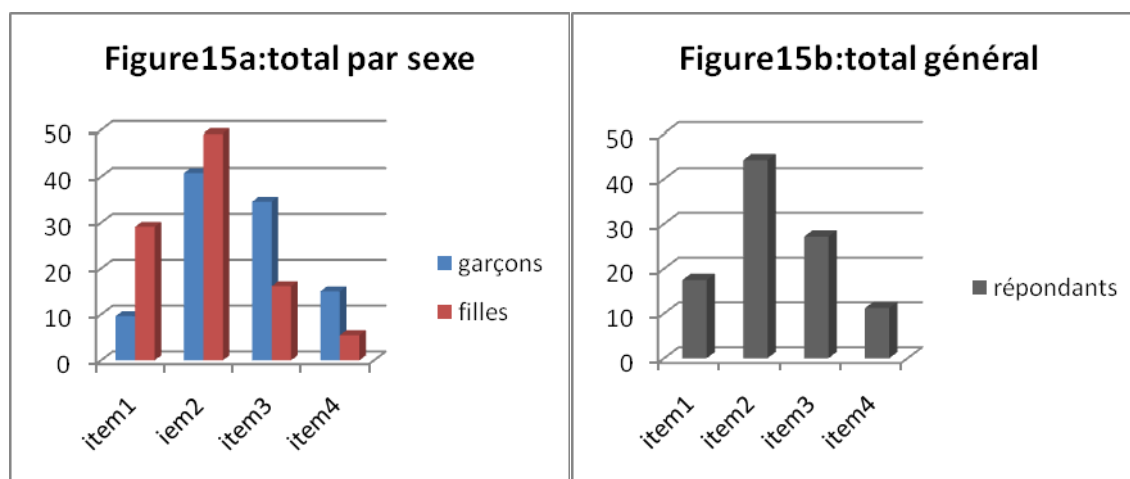 Figure15a:total par sexe
50
40
30
20
10
0
item1
iem2
item3
item4
garçons
filles
Figure15b:total général
50
40
30
20
10
0
item1
item2
item3
item4
répondants